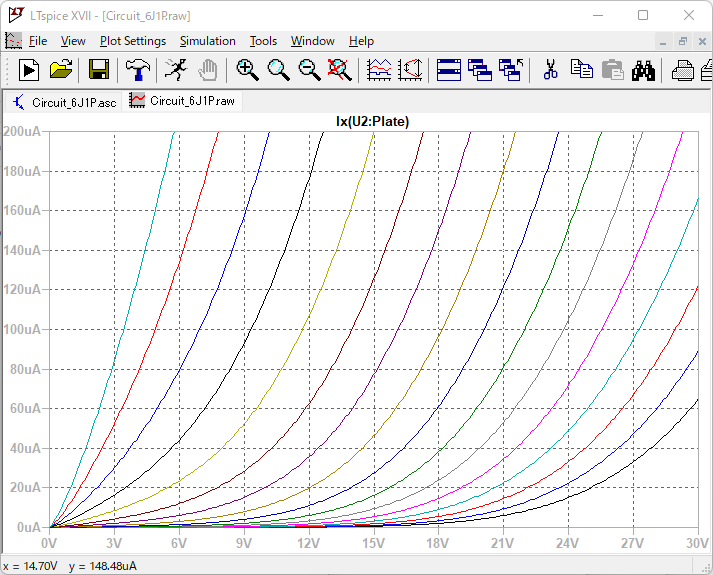 LTspice XVII - [Circuit_6J1P.raw]
File View Plot Settings Simulation Tools Window Help
Circuit_6J1P.asc Circuit_6J1P.raw
Ix(U2:Plate)
200uA
180uA
160uA
140uA
120uA
100uA
80uA
60uA
40uA
20uA
0uA
0V 3V 6V 9V 12V 15V 18V 21V 24V 27V 30V
x = 14.70V y = 148.48uA